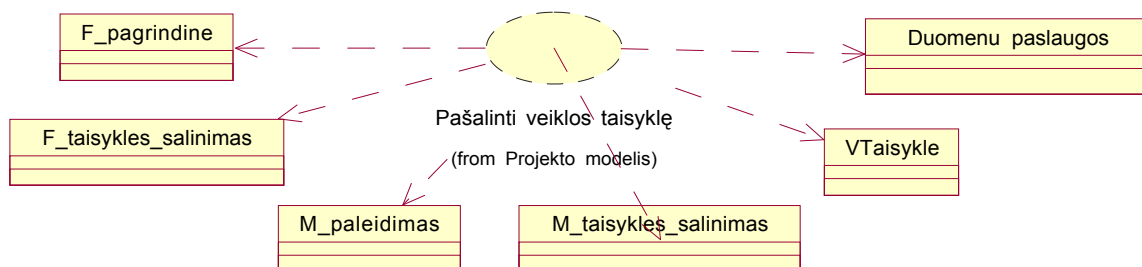 F_pagrindine
Duomenu paslaugos
F_taisykles_salinimas
Pašalinti veiklos taisyklę
(from Projekto modelis)
VTaisykle
M_paleidimas
M_taisykles_salinimas